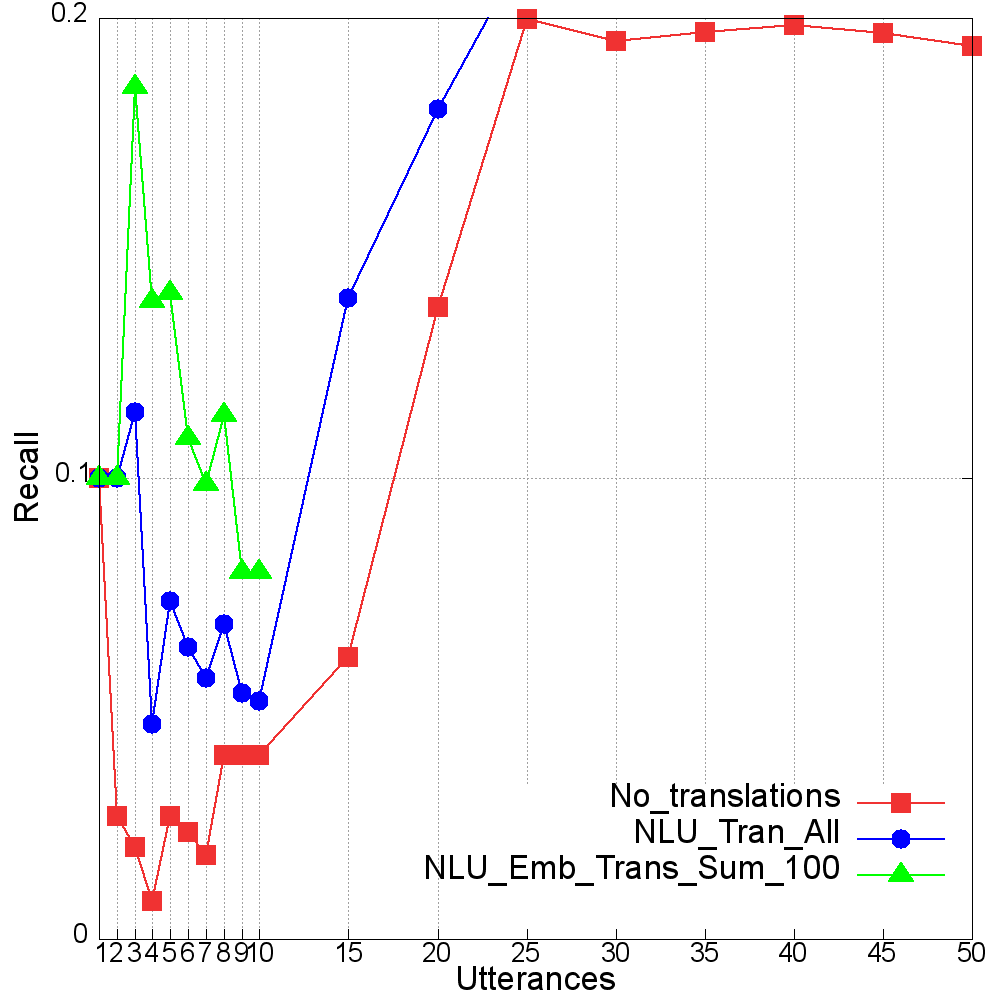 0.2
0.1
0
Recall
No_translations
NLU_Tran_All
NLU_Emb_Trans_Sum_100
1 2 3 4 5 6 7 8 9 10 15 20 25 30 35 40 45 50
Utterances